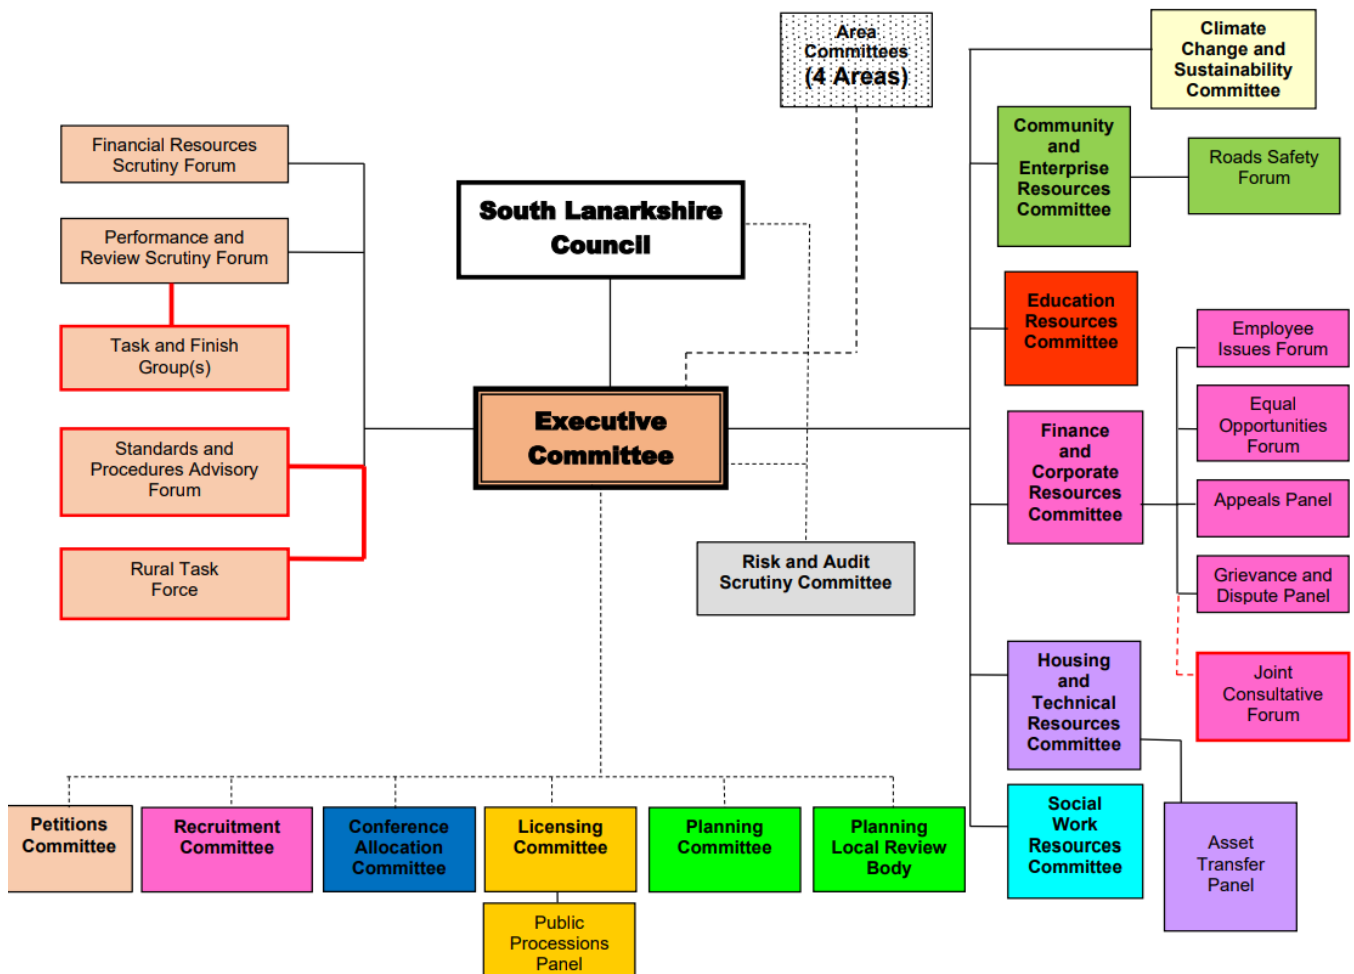 Area
Committees
(4 Areas)
Climate
Change and
Sustainability
Committee
Financial Resources
Scrutiny Forum
Community
and
Enterprise
Resources
Committee
Roads Safety
Forum
South Lanarkshire
Council
Performance and
Review Scrutiny Forum
Education
Resources
Committee
Task and Finish
Group(s)
Employee
Issues Forum
Executive
Committee
Equal
Opportunities
Forum
Finance
and
Corporate
Resources
Committee
Standards and
Procedures Advisory
Forum
Appeals Panel
Rural Task
Force
Risk and Audit
Scrutiny Committee
Grievance and
Dispute Panel
Housing
and
Technical
Resources
Committee
Joint
Consultative
Forum
Petitions
Committee
Recruitment
Committee
Conference
Allocation
Committee
Licensing
Committee
Planning
Committee
Planning
Local Review
Body
Social
Work
Resources
Committee
Asset
Transfer
Panel
Public
Processions
Panel